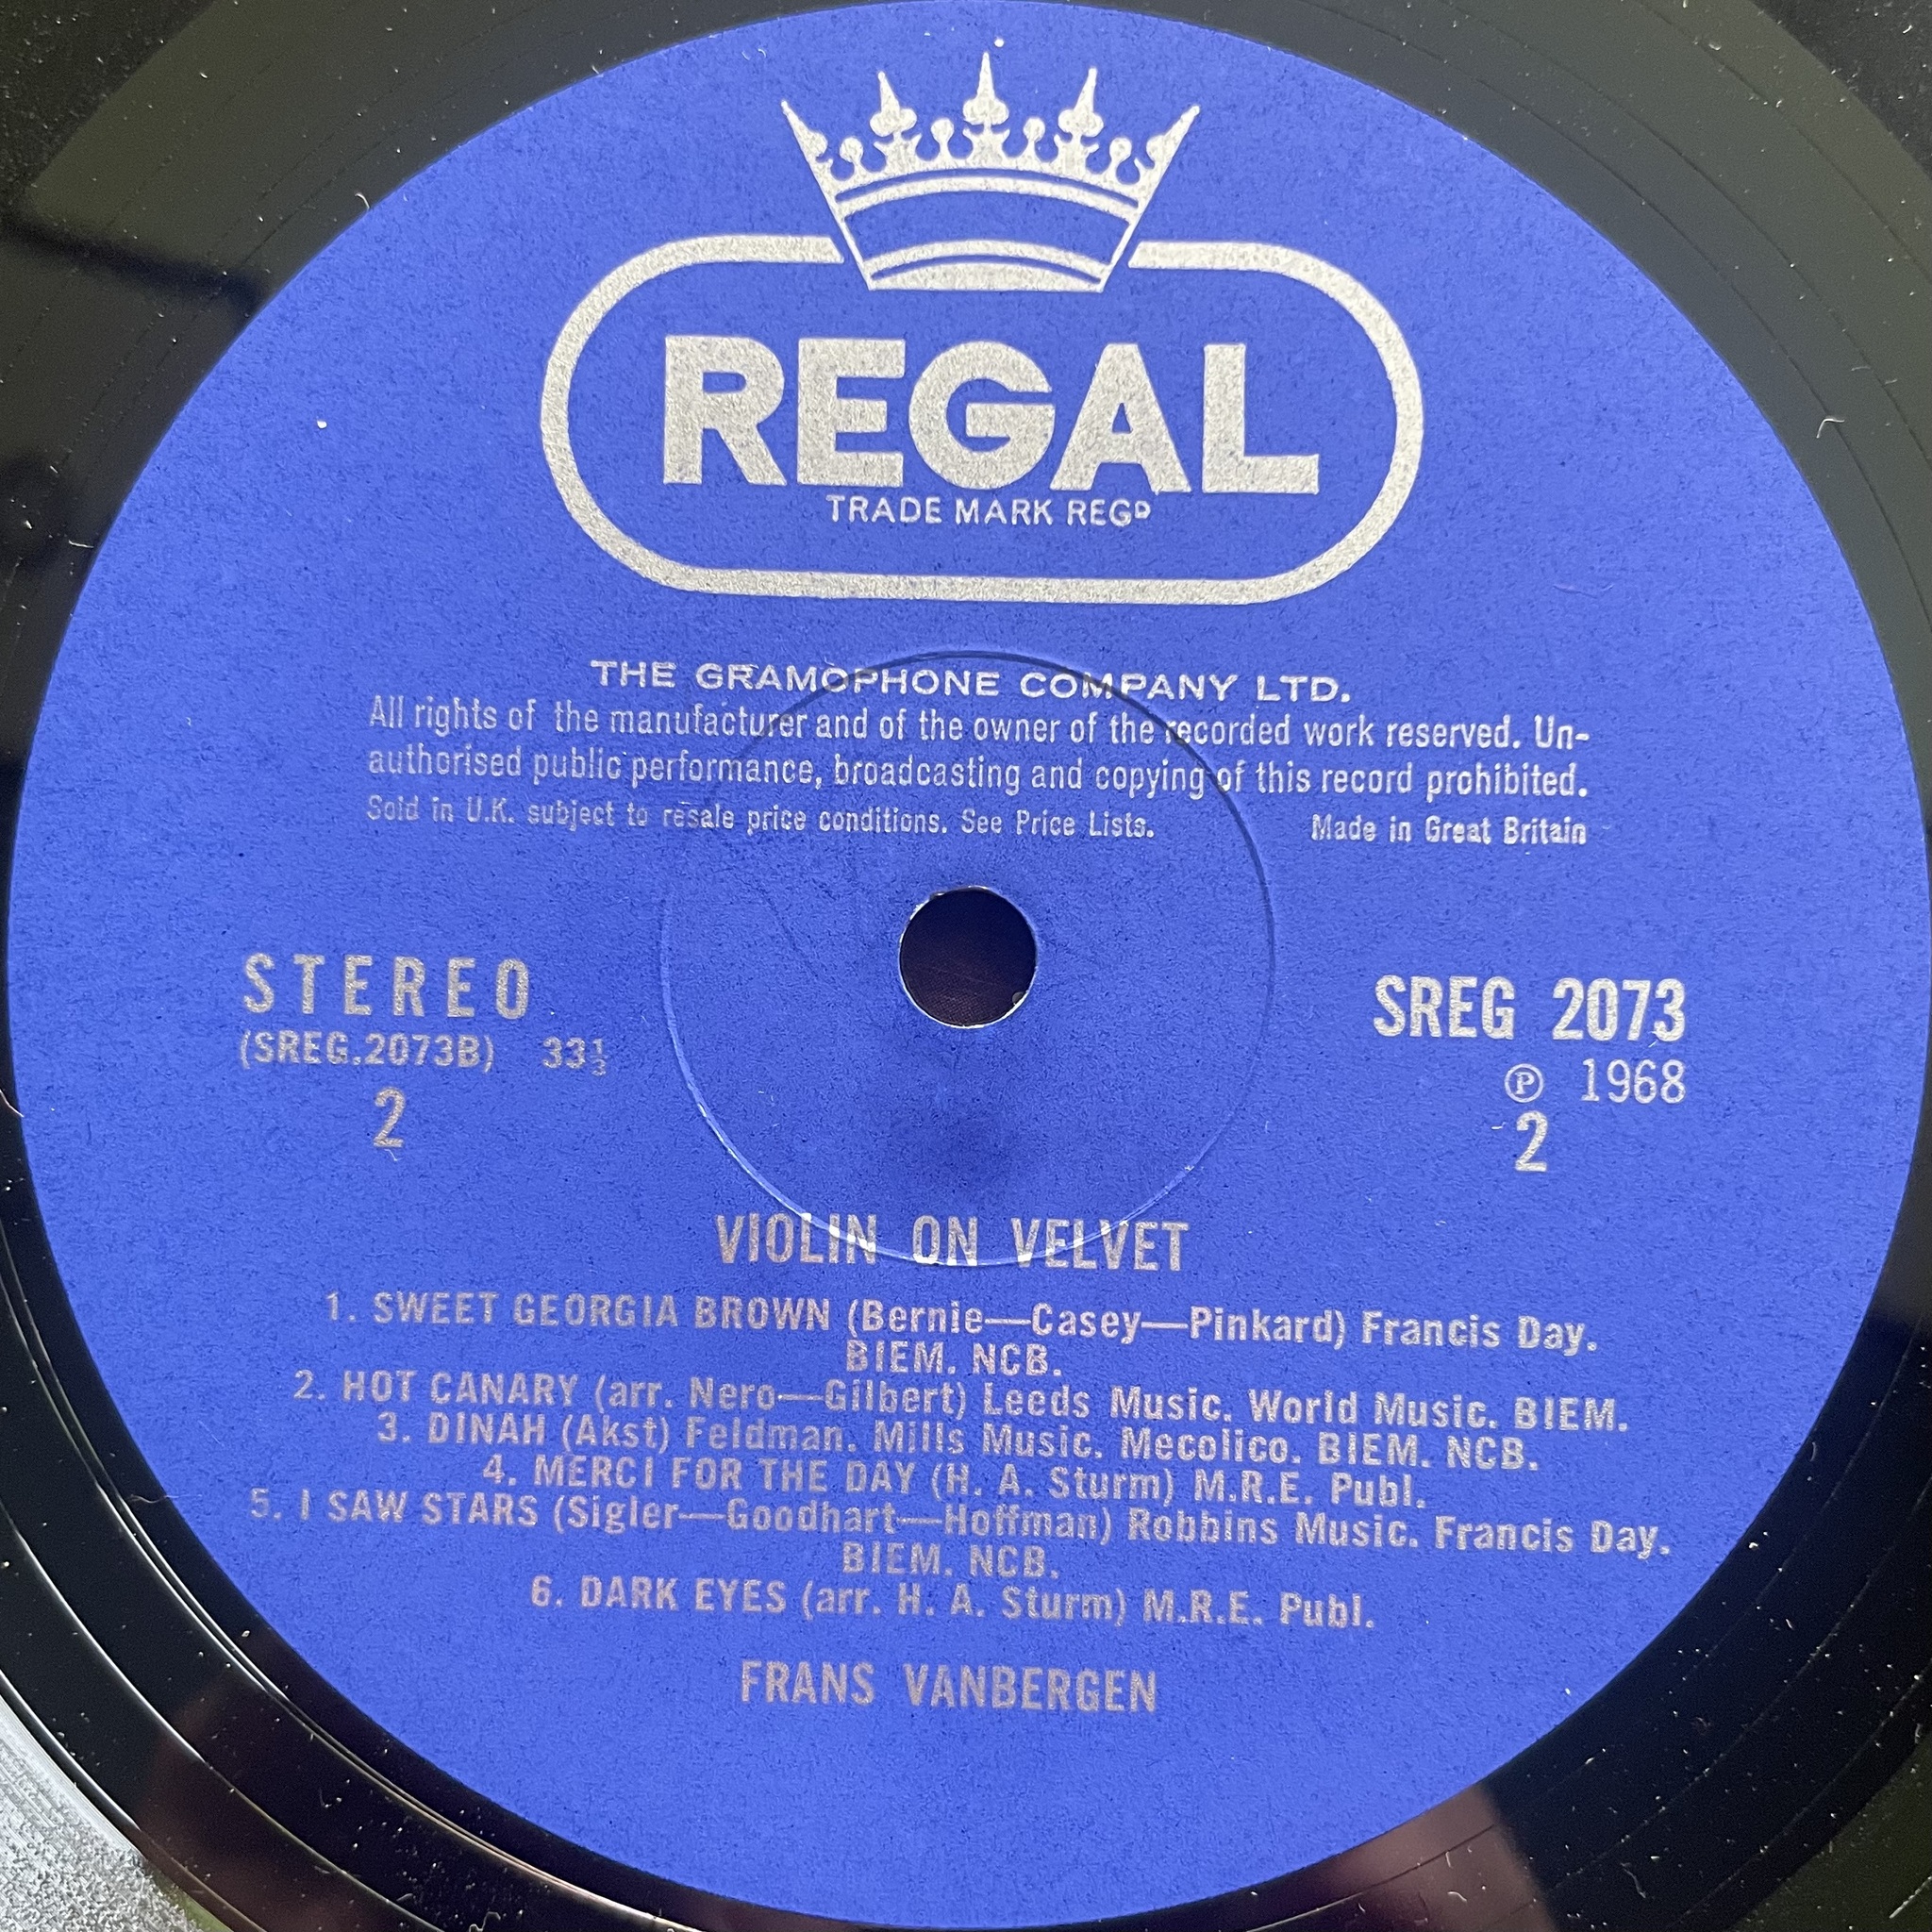 REGAL
TRADE MARK REGᴰ
THE GRAMOPHONE COMPANY LTD.
All rights of the manufacturer and of the owner of the recorded work reserved. Un-
authorised public performance, broadcasting and copying of this record prohibited.
Sold in U.K. subject to resale price conditions. See Price Lists. Made in Great Britain
STEREO SREG 2073
(SREG.2073B) 33⅓ ℗ 1968
2 2
VIOLIN ON VELVET
1. SWEET GEORGIA BROWN (Bernie—Casey—Pinkard) Francis Day.
BIEM. NCB.
2. HOT CANARY (arr. Nero—Gilbert) Leeds Music. World Music. BIEM.
3. DINAH (Akst) Feldman. Mills Music. Mecolico. BIEM. NCB.
4. MERCI FOR THE DAY (H. A. Sturm) M.R.E. Publ.
5. I SAW STARS (Sigler—Goodhart—Hoffman) Robbins Music. Francis Day.
BIEM. NCB.
6. DARK EYES (arr. H. A. Sturm) M.R.E. Publ.
FRANS VANBERGEN